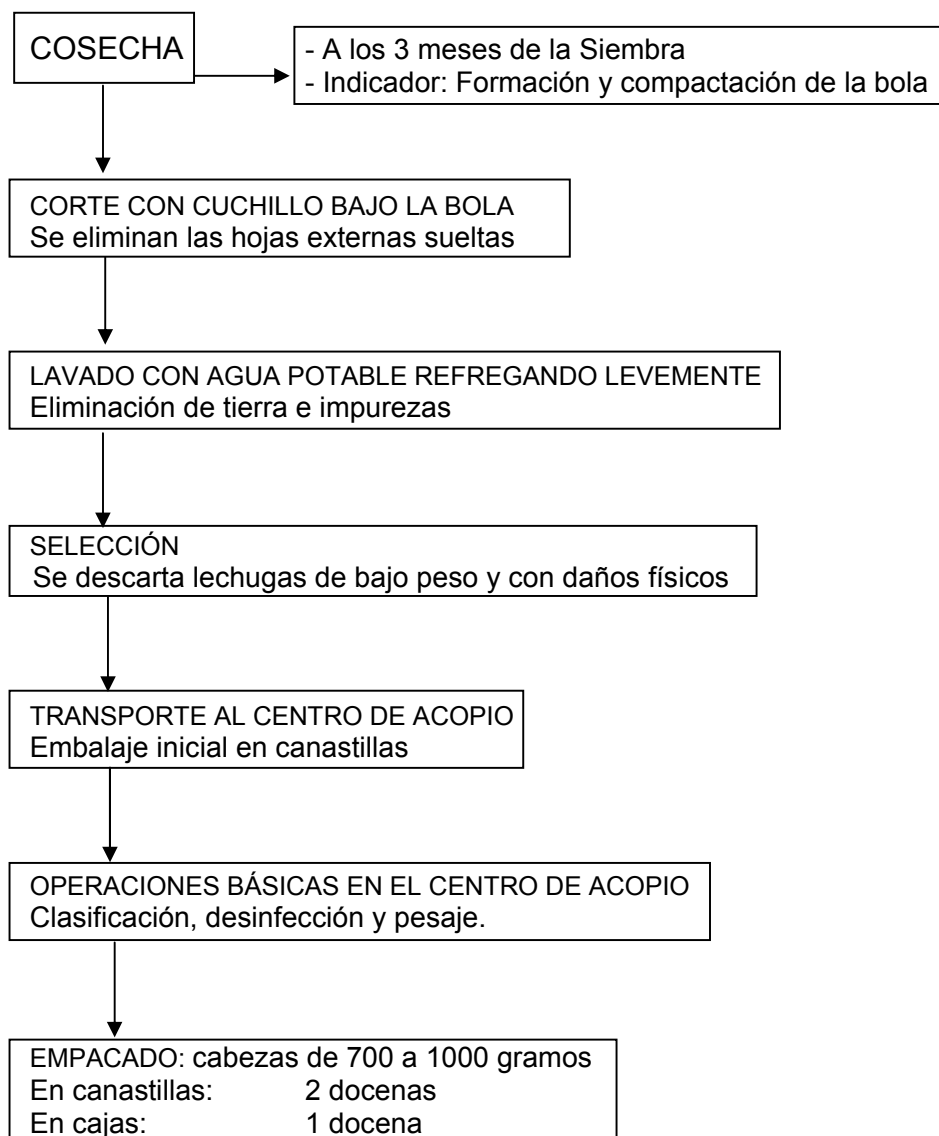 COSECHA
- A los 3 meses de la Siembra
- Indicador: Formación y compactación de la bola
CORTE CON CUCHILLO BAJO LA BOLA
Se eliminan las hojas externas sueltas
LAVADO CON AGUA POTABLE REFREGANDO LEVEMENTE
Eliminación de tierra e impurezas
SELECCIÓN
Se descarta lechugas de bajo peso y con daños físicos
TRANSPORTE AL CENTRO DE ACOPIO
Embalaje inicial en canastillas
OPERACIONES BÁSICAS EN EL CENTRO DE ACOPIO
Clasificación, desinfección y pesaje.
EMPACADO: cabezas de 700 a 1000 gramos
En canastillas: 2 docenas
En cajas: 1 docena